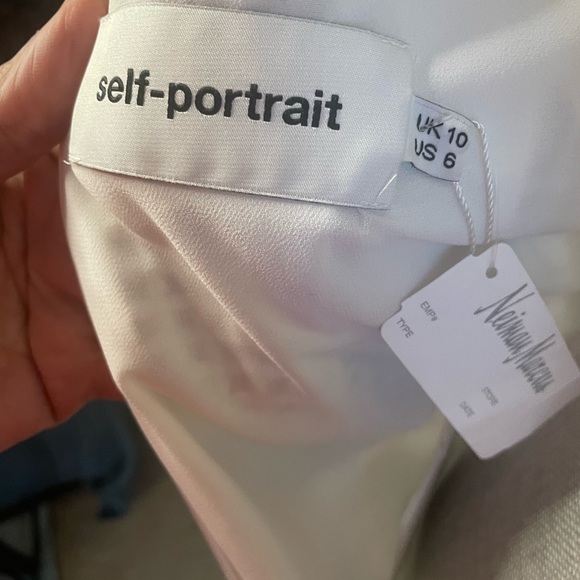 self-portrait
UK 10
US 6
Neiman Marcus
EMP#
TYPE
STORE
DATE